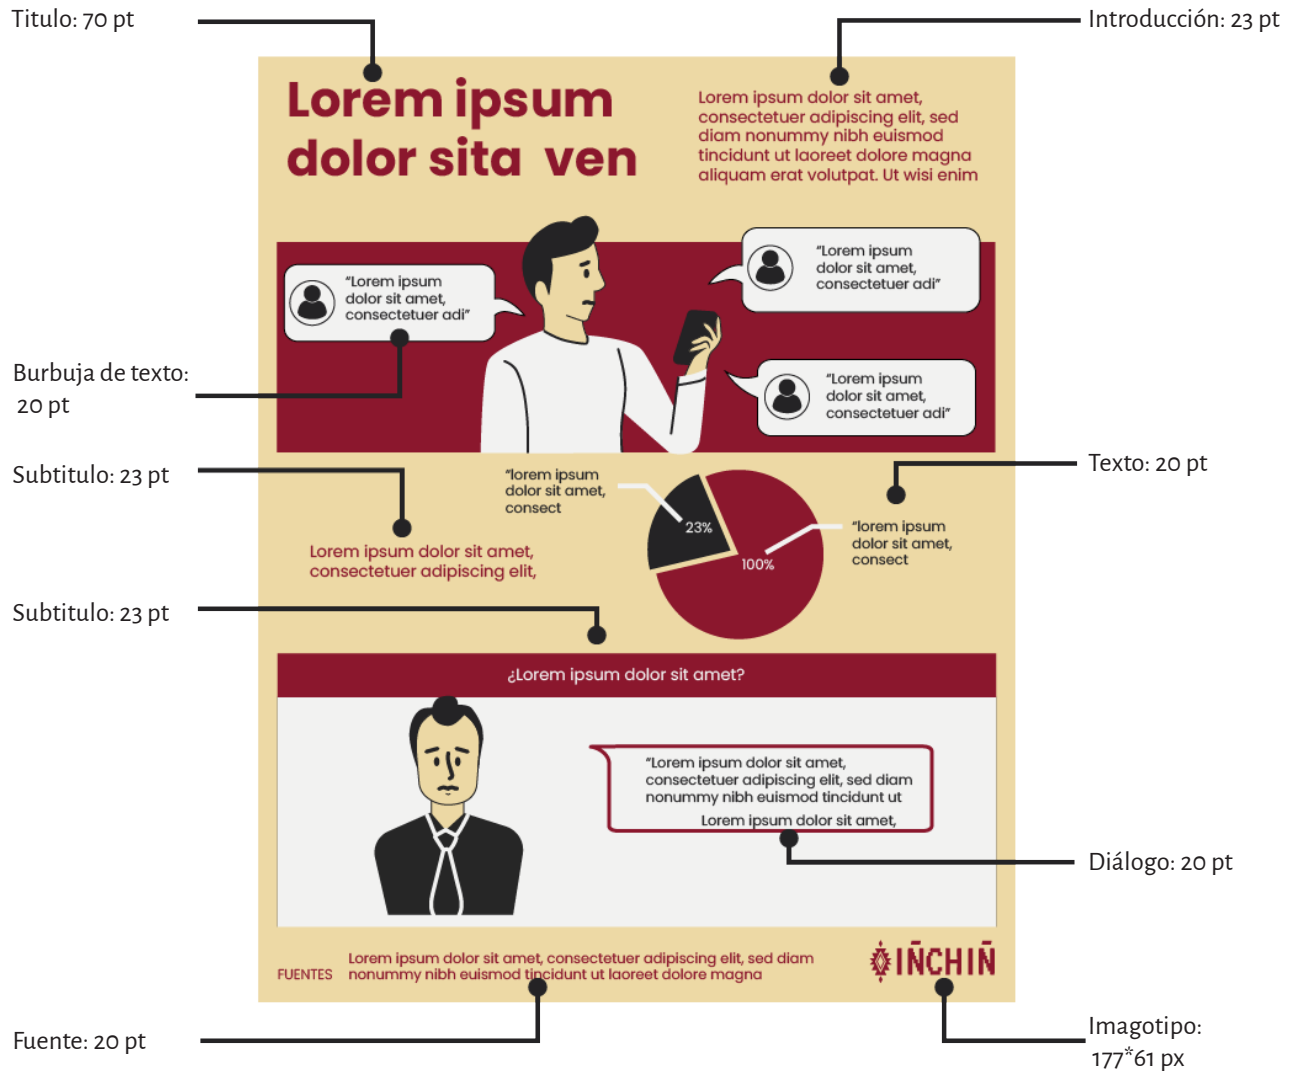 Titulo: 70 pt
Introducción: 23 pt
Lorem ipsum
dolor sita ven
Lorem ipsum dolor sit amet,
consectetuer adipiscing elit, sed
diam nonummy nibh euismod
tincidunt ut laoreet dolore magna
aliquam erat volutpat. Ut wisi enim
“Lorem ipsum
dolor sit amet,
consectetuer adi”
“Lorem ipsum
dolor sit amet,
consectetuer adi”
Burbuja de texto:
20 pt
“Lorem ipsum
dolor sit amet,
consectetuer adi”
Subtitulo: 23 pt
Texto: 20 pt
“lorem ipsum
dolor sit amet,
consect
23%
100%
“lorem ipsum
dolor sit amet,
consect
Lorem ipsum dolor sit amet,
consectetuer adipiscing elit,
Subtitulo: 23 pt
¿Lorem ipsum dolor sit amet?
“Lorem ipsum dolor sit amet,
consectetuer adipiscing elit, sed diam
nonummy nibh euismod tincidunt ut
Lorem ipsum dolor sit amet,
Diálogo: 20 pt
FUENTES
Lorem ipsum dolor sit amet, consectetuer adipiscing elit, sed diam
nonummy nibh euismod tincidunt ut laoreet dolore magna
IÑCHIÑ
Fuente: 20 pt
Imagotipo:
177*61 px